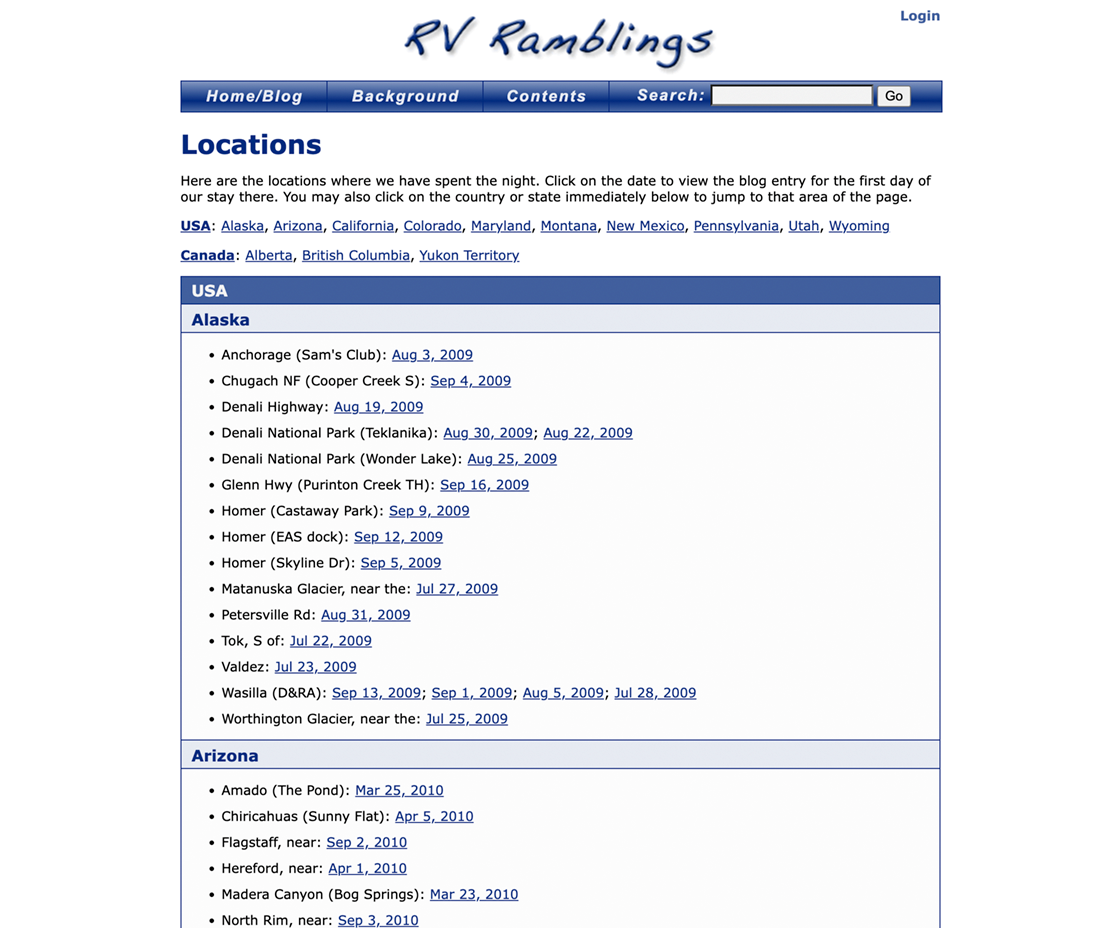 Login
RV Ramblings
Home/Blog Background Contents Search: Go
Locations
Here are the locations where we have spent the night. Click on the date to view the blog entry for the first day of
our stay there. You may also click on the country or state immediately below to jump to that area of the page.
USA: Alaska, Arizona, California, Colorado, Maryland, Montana, New Mexico, Pennsylvania, Utah, Wyoming
Canada: Alberta, British Columbia, Yukon Territory
USA
Alaska
• Anchorage (Sam's Club): Aug 3, 2009
• Chugach NF (Cooper Creek S): Sep 4, 2009
• Denali Highway: Aug 19, 2009
• Denali National Park (Teklanika): Aug 30, 2009; Aug 22, 2009
• Denali National Park (Wonder Lake): Aug 25, 2009
• Glenn Hwy (Purinton Creek TH): Sep 16, 2009
• Homer (Castaway Park): Sep 9, 2009
• Homer (EAS dock): Sep 12, 2009
• Homer (Skyline Dr): Sep 5, 2009
• Matanuska Glacier, near the: Jul 27, 2009
• Petersville Rd: Aug 31, 2009
• Tok, S of: Jul 22, 2009
• Valdez: Jul 23, 2009
• Wasilla (D&RA): Sep 13, 2009; Sep 1, 2009; Aug 5, 2009; Jul 28, 2009
• Worthington Glacier, near the: Jul 25, 2009
Arizona
• Amado (The Pond): Mar 25, 2010
• Chiricahuas (Sunny Flat): Apr 5, 2010
• Flagstaff, near: Sep 2, 2010
• Hereford, near: Apr 1, 2010
• Madera Canyon (Bog Springs): Mar 23, 2010
• North Rim, near: Sep 3, 2010